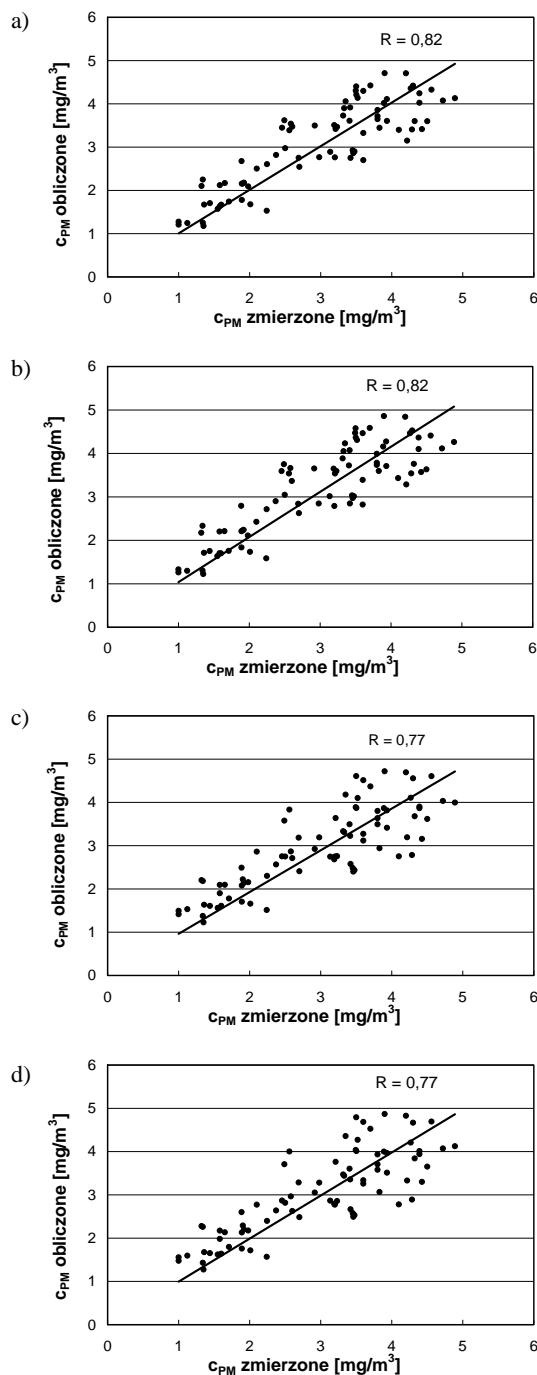 a)
6
R = 0,82
5
4
3
2
1
0
0 1 2 3 4 5 6
c_PM zmierzone [mg/m³]
c_PM obliczone [mg/m³]
b)
6
R = 0,82
5
4
3
2
1
0
0 1 2 3 4 5 6
c_PM zmierzone [mg/m³]
c_PM obliczone [mg/m³]
c)
6
R = 0,77
5
4
3
2
1
0
0 1 2 3 4 5 6
c_PM zmierzone [mg/m³]
c_PM obliczone [mg/m³]
d)
6
R = 0,77
5
4
3
2
1
0
0 1 2 3 4 5 6
c_PM zmierzone [mg/m³]
c_PM obliczone [mg/m³]